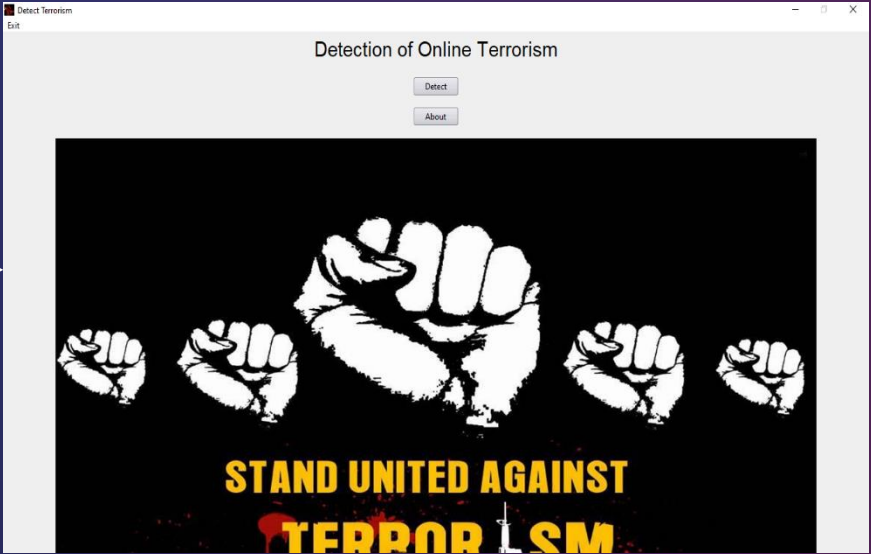 Detect Terrorism
Exit
Detection of Online Terrorism
Detect
About
STAND UNITED AGAINST
TERRORISM